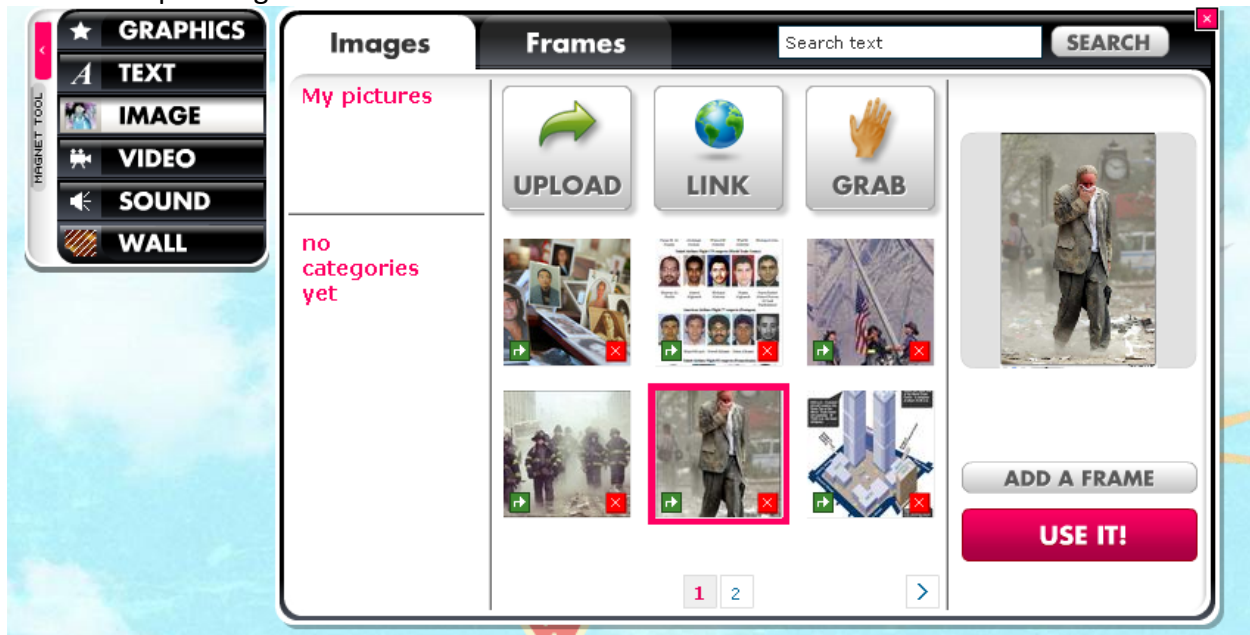 GRAPHICS
TEXT
IMAGE
VIDEO
SOUND
WALL
MAGNET TOOL
Images
Frames
Search text
SEARCH
My pictures
no
categories
yet
UPLOAD
LINK
GRAB
ADD A FRAME
USE IT!
1
2